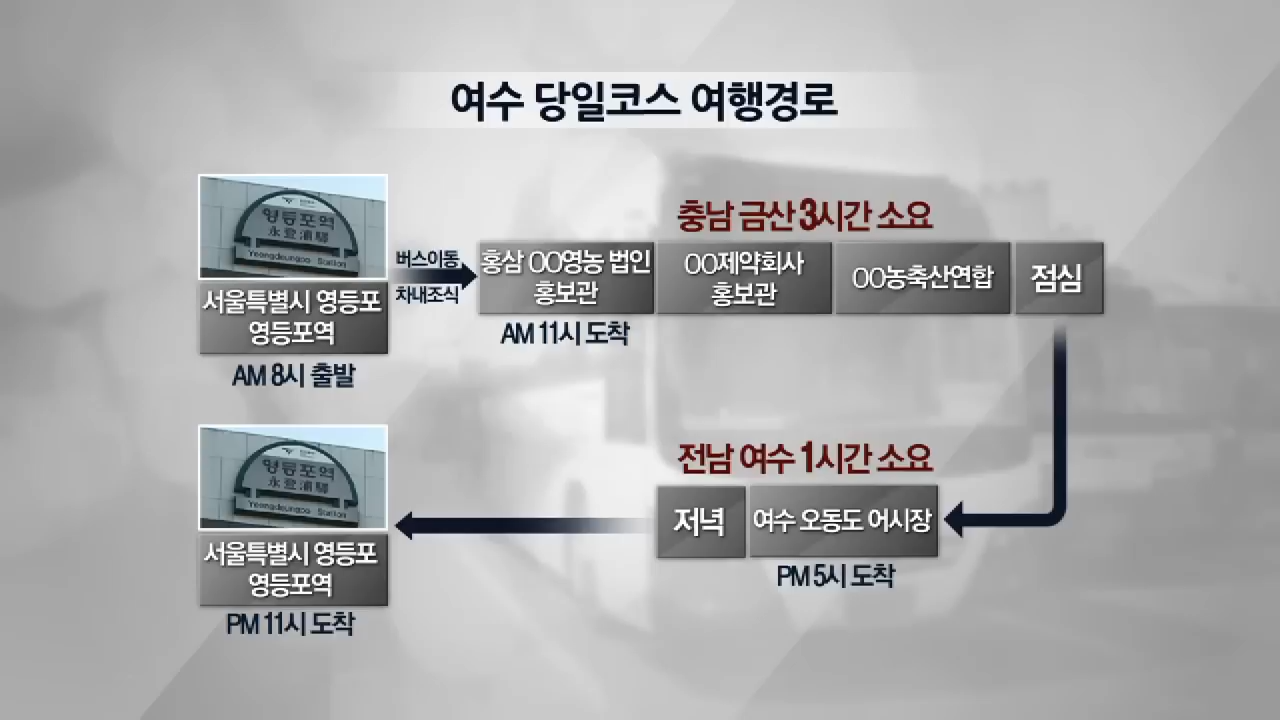 여수 당일코스 여행경로
영등포역
永登浦驛
Yeongdeungpo Station
서울특별시 영등포
영등포역
AM 8시 출발
버스이동
차내조식
충남 금산 3시간 소요
홍삼 OO영농 법인
홍보관
AM 11시 도착
OO제약회사
홍보관
OO농축산연합
점심
전남 여수 1시간 소요
저녁
여수 오동도 어시장
PM 5시 도착
영등포역
永登浦驛
Yeongdeungpo Station
서울특별시 영등포
영등포역
PM 11시 도착